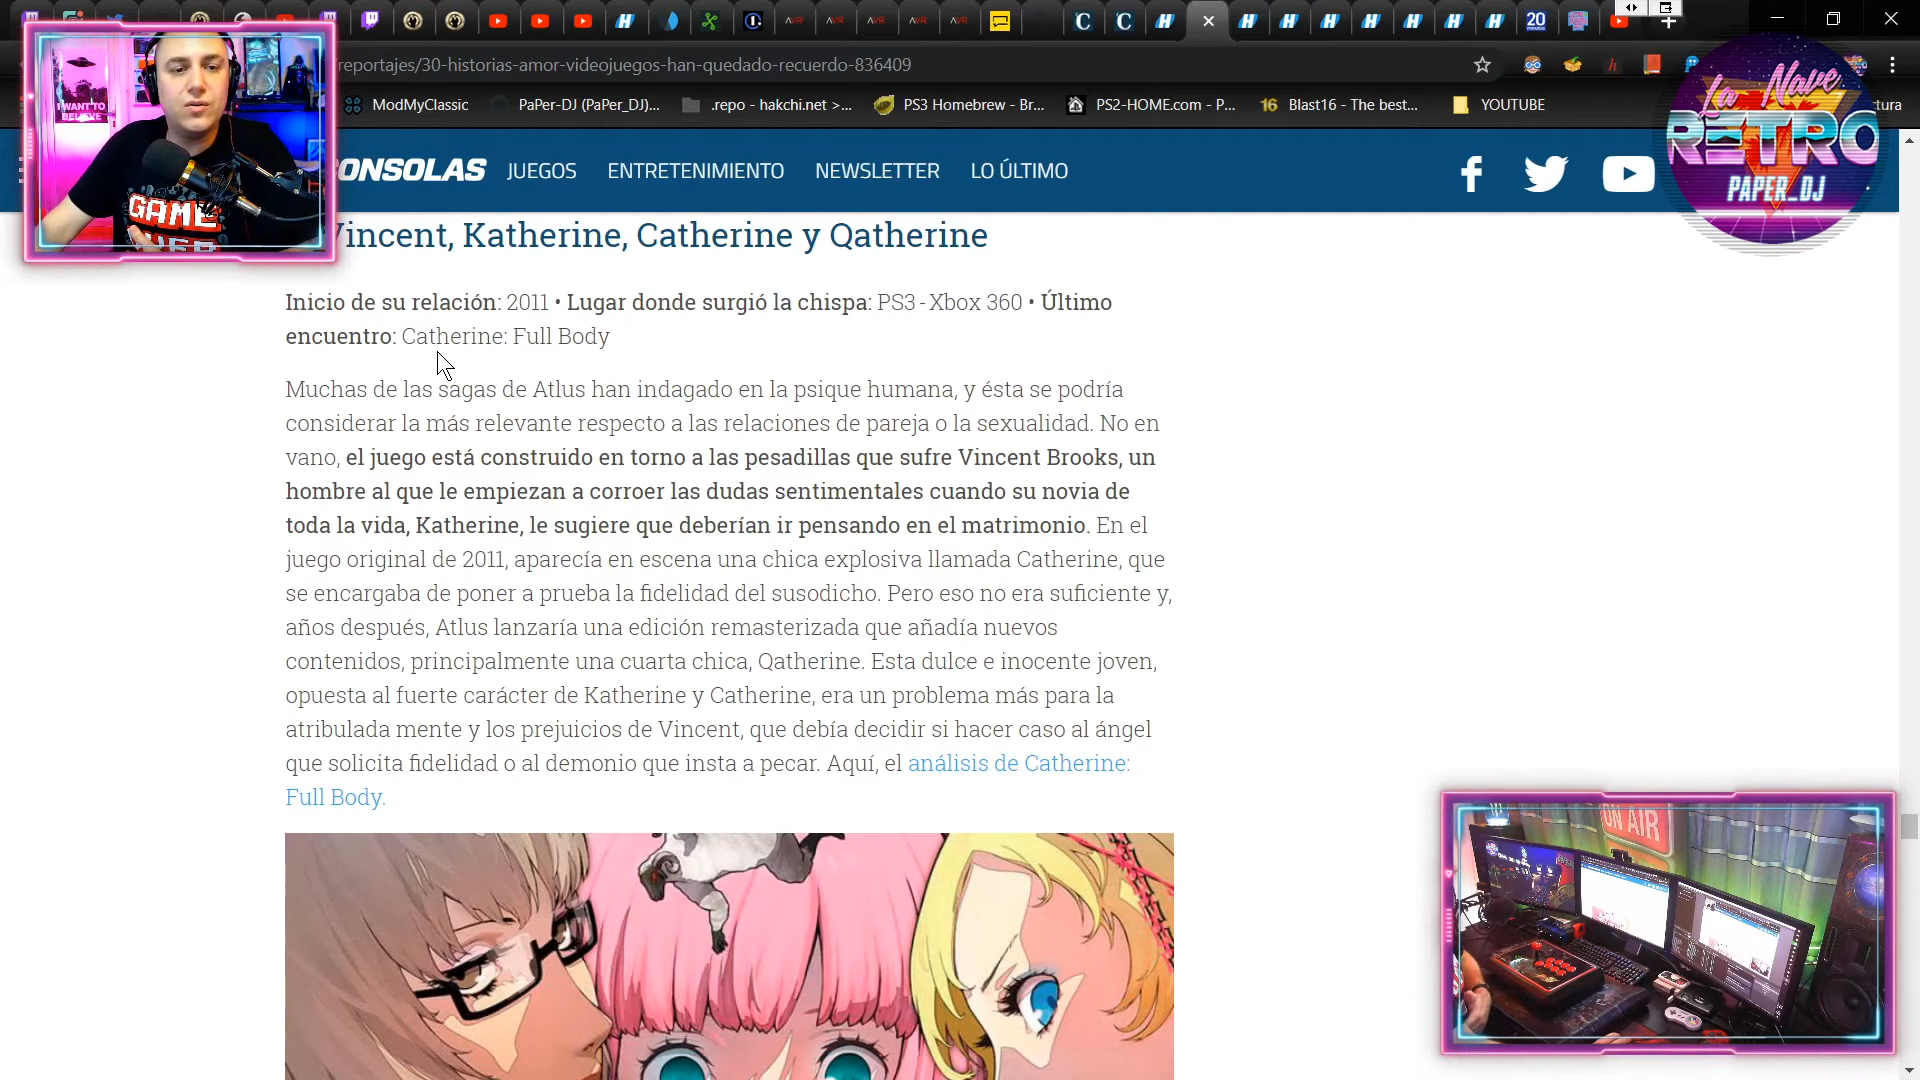 /reportajes/30-historias-amor-videojuegos-han-quedado-recuerdo-836409
ModMyClassic
PaPer-DJ (PaPer_DJ)...
.repo - hakchi.net >...
PS3 Homebrew - Br...
PS2-HOME.com - P...
16 Blast16 - The best...
YOUTUBE
ctura
ONSOLAS
JUEGOS
ENTRETENIMIENTO
NEWSLETTER
LO ÚLTIMO
I WANT TO
BELIEVE
GAME
La Nave
RETRO
PAPER_DJ
Vincent, Katherine, Catherine y Qatherine
Inicio de su relación: 2011 • Lugar donde surgió la chispa: PS3 - Xbox 360 • Último
encuentro: Catherine: Full Body
Muchas de las sagas de Atlus han indagado en la psique humana, y ésta se podría
considerar la más relevante respecto a las relaciones de pareja o la sexualidad. No en
vano, el juego está construido en torno a las pesadillas que sufre Vincent Brooks, un
hombre al que le empiezan a corroer las dudas sentimentales cuando su novia de
toda la vida, Katherine, le sugiere que deberían ir pensando en el matrimonio. En el
juego original de 2011, aparecía en escena una chica explosiva llamada Catherine, que
se encargaba de poner a prueba la fidelidad del susodicho. Pero eso no era suficiente y,
años después, Atlus lanzaría una edición remasterizada que añadía nuevos
contenidos, principalmente una cuarta chica, Qatherine. Esta dulce e inocente joven,
opuesta al fuerte carácter de Katherine y Catherine, era un problema más para la
atribulada mente y los prejuicios de Vincent, que debía decidir si hacer caso al ángel
que solicita fidelidad o al demonio que insta a pecar. Aquí, el análisis de Catherine:
Full Body.
ON AIR